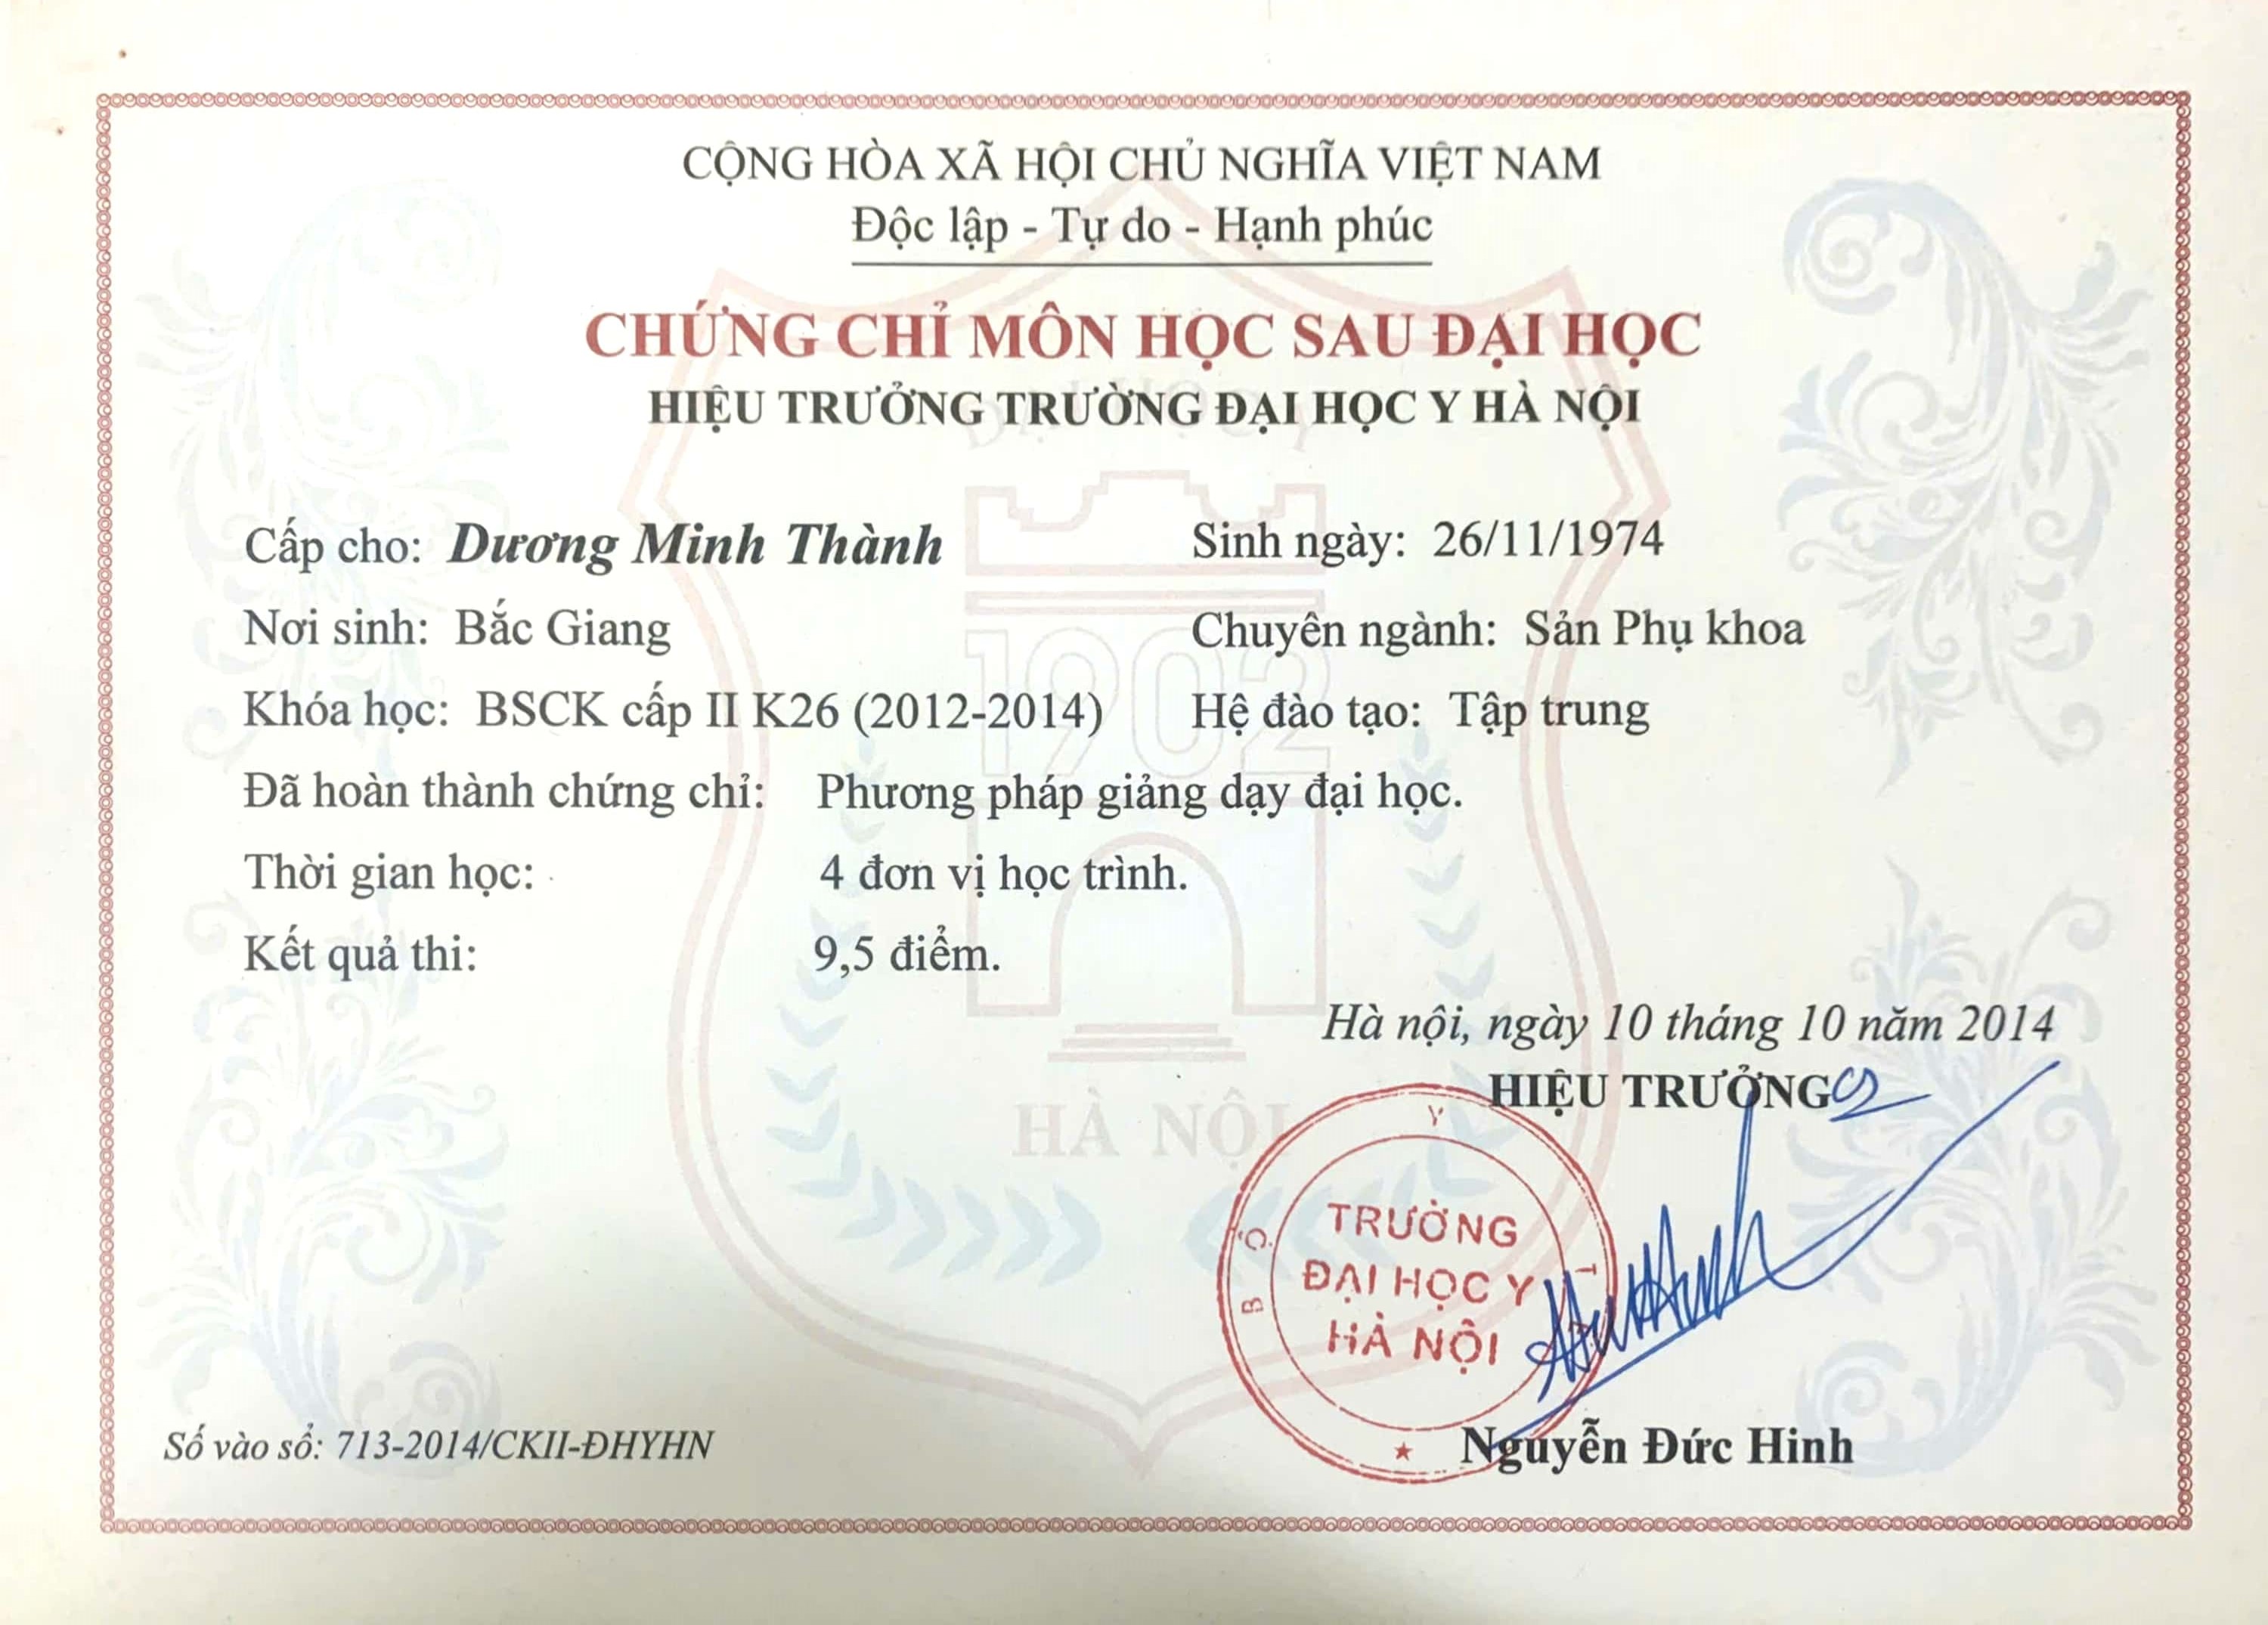 CỘNG HÒA XÃ HỘI CHỦ NGHĨA VIỆT NAM
Độc lập - Tự do - Hạnh phúc
CHỨNG CHỈ MÔN HỌC SAU ĐẠI HỌC
HIỆU TRƯỞNG TRƯỜNG ĐẠI HỌC Y HÀ NỘI
Cấp cho: Dương Minh Thành Sinh ngày: 26/11/1974
Nơi sinh: Bắc Giang Chuyên ngành: Sản Phụ khoa
Khóa học: BSCK cấp II K26 (2012-2014) Hệ đào tạo: Tập trung
Đã hoàn thành chứng chỉ: Phương pháp giảng dạy đại học.
Thời gian học: 4 đơn vị học trình.
Kết quả thi: 9,5 điểm.
1902
HÀ NỘI
Hà nội, ngày 10 tháng 10 năm 2014
HIỆU TRƯỞNG
BỘ Y TẾ
TRƯỜNG
ĐẠI HỌC Y
HÀ NỘI
Nguyễn Đức Hinh
Số vào sổ: 713-2014/CKII-ĐHYHN